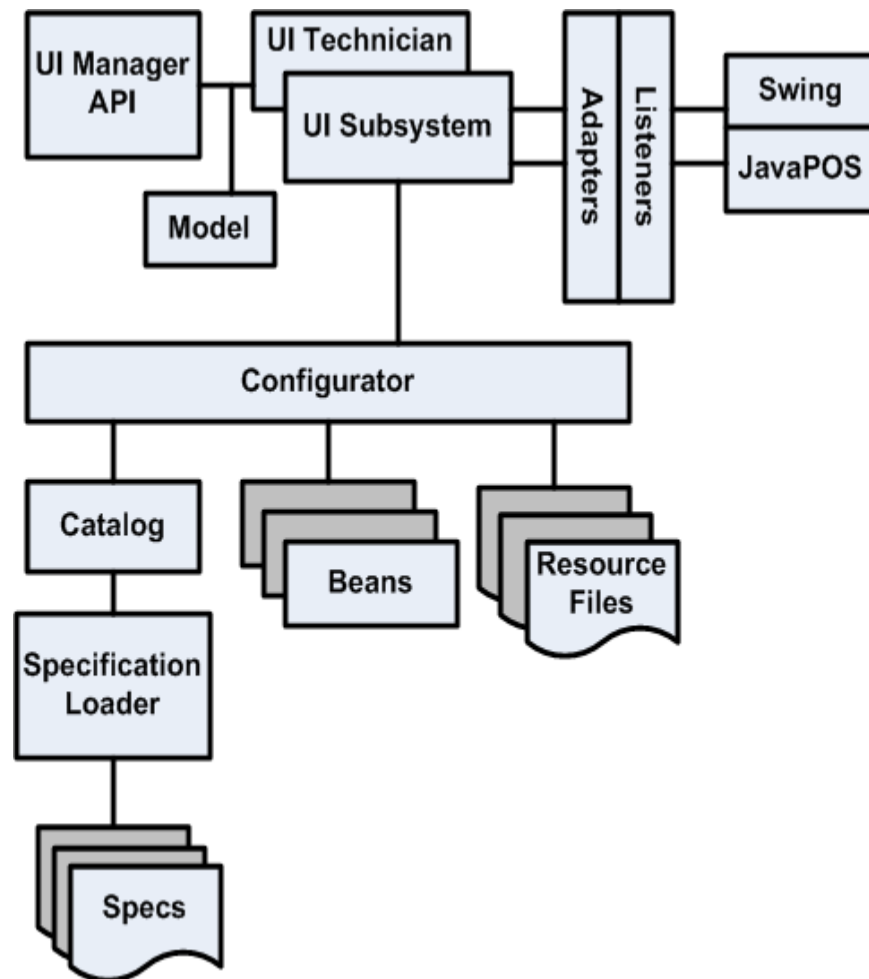 UI Manager
API
UI Technician
UI Subsystem
Model
Adapters
Listeners
Swing
JavaPOS
Configurator
Catalog
Beans
Resource
Files
Specification
Loader
Specs